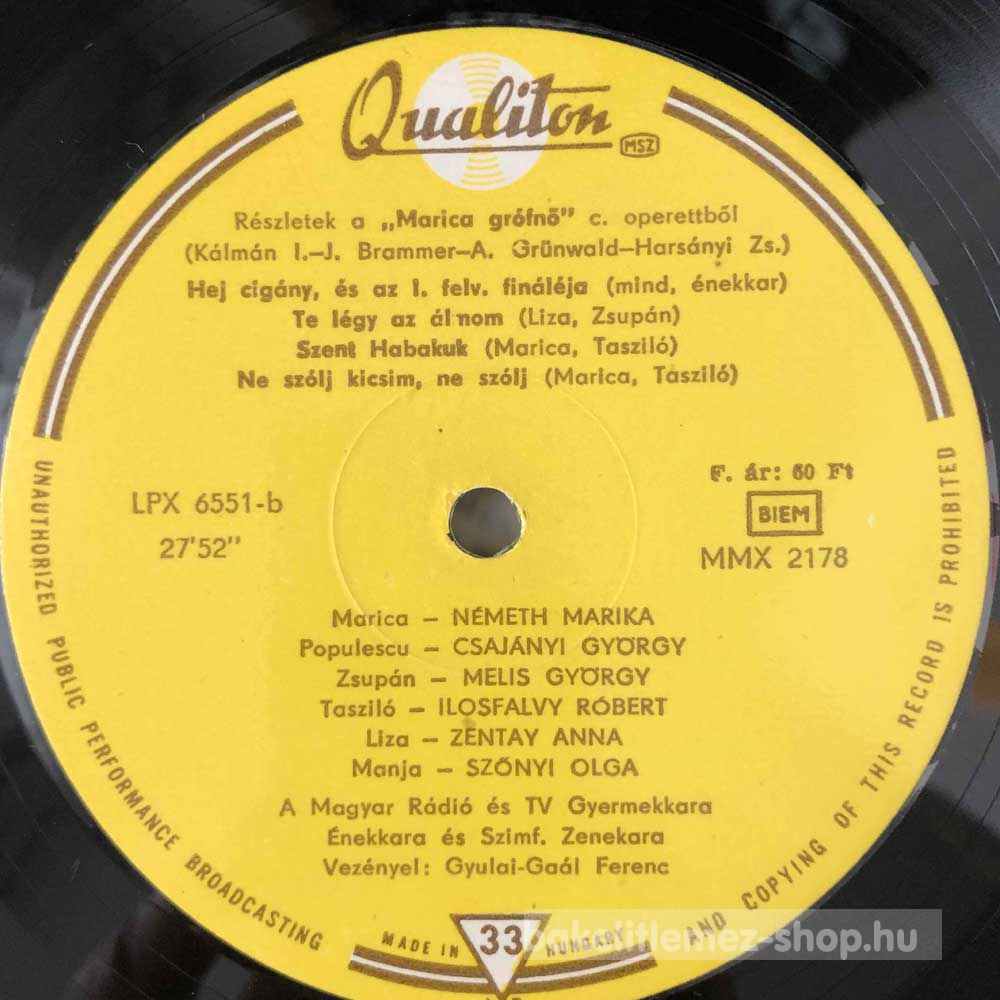 Qualiton
MSZ
Részletek a „Marica grófnő" c. operettből
(Kálmán I.–J. Brammer–A. Grünwald–Harsányi Zs.)
Hej cigány, és az I. felv. fináléja (mind, énekkar)
Te légy az álmom (Liza, Zsupán)
Szent Habakuk (Marica, Tasziló)
Ne szólj kicsim, ne szólj (Marica, Tasziló)
LPX 6551-b
27'52"
F. ár: 60 Ft
BIEM
MMX 2178
Marica – NÉMETH MARIKA
Populescu – CSAJÁNYI GYÖRGY
Zsupán – MELIS GYÖRGY
Tasziló – ILOSFALVY RÓBERT
Liza – ZENTAY ANNA
Manja – SZŐNYI OLGA
A Magyar Rádió és TV Gyermekkara
Énekkara és Szimf. Zenekara
Vezényel: Gyulai-Gaál Ferenc
UNAUTHORIZED PUBLIC PERFORMANCE BROADCASTING AND COPYING OF THIS RECORD IS PROHIBITED
MADE IN 33 HUNGARY
bakelitlemez-shop.hu